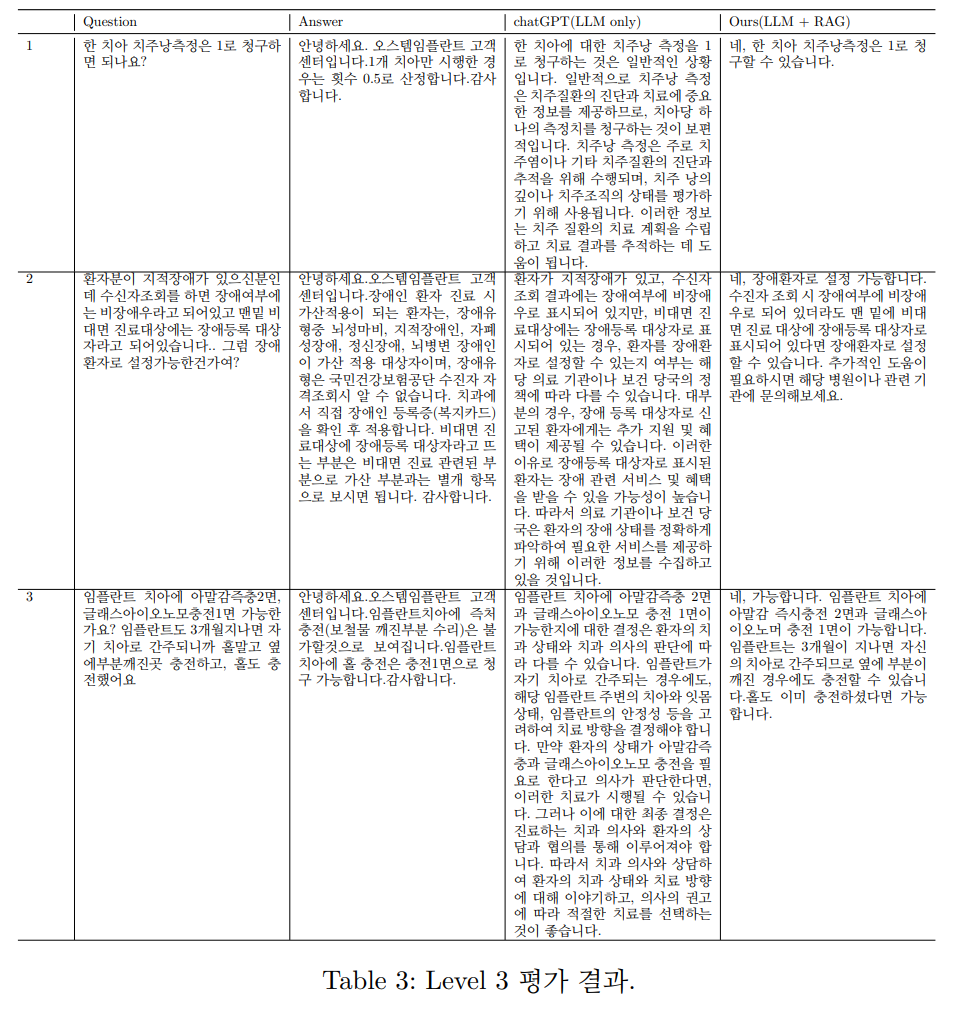 Question
Answer
chatGPT(LLM only)
Ours(LLM + RAG)
1
한 치아 치주낭측정은 1로 청구하
면 되나요?
안녕하세요. 오스템임플란트 고객
센터입니다.1개 치아만 시행한 경
우는 횟수 0.5로 산정합니다.감사
합니다.
한 치아에 대한 치주낭 측정을 1
로 청구하는 것은 일반적인 상황
입니다. 일반적으로 치주낭 측정
은 치주질환의 진단과 치료에 중요
한 정보를 제공하므로, 치아당 하
나의 측정치를 청구하는 것이 보편
적입니다. 치주낭 측정은 주로 치
주염이나 기타 치주질환의 진단과
추적을 위해 수행되며, 치주 낭의
깊이나 치주조직의 상태를 평가하
기 위해 사용됩니다. 이러한 정보
는 치주 질환의 치료 계획을 수립
하고 치료 결과를 추적하는 데 도
움이 됩니다.
네, 한 치아 치주낭측정은 1로 청
구할 수 있습니다.
2
환자분이 지적장애가 있으신분인
데 수신자조회를 하면 장애여부에
는 비장애우라고 되어있고 맨밑 비
대면 진료대상에는 장애등록 대상
자라고 되어있습니다.. 그럼 장애
환자로 설정가능한건가여?
안녕하세요.오스템임플란트 고객
센터입니다.장애인 환자 진료 시
가산적용이 되는 환자는, 장애유
형중 뇌성마비, 지적장애인, 자폐
성장애, 정신장애, 뇌병변 장애인
이 가산 적용 대상자이며, 장애유
형은 국민건강보험공단 수진자 자
격조회시 알 수 없습니다. 치과에
서 직접 장애인 등록증(복지카드)
을 확인 후 적용합니다. 비대면 진
료대상에 장애등록 대상자라고 뜨
는 부분은 비대면 진료 관련된 부
분으로 가산 부분과는 별개 항목
으로 보시면 됩니다. 감사합니다.
환자가 지적장애가 있고, 수신자
조회 결과에는 장애여부에 비장애
우로 표시되어 있지만, 비대면 진
료대상에는 장애등록 대상자로 표
시되어 있는 경우, 환자를 장애환
자로 설정할 수 있는지 여부는 해
당 의료 기관이나 보건 당국의 정
책에 따라 다를 수 있습니다. 대부
분의 경우, 장애 등록 대상자로 신
고된 환자에게는 추가 지원 및 혜
택이 제공될 수 있습니다. 이러한
이유로 장애등록 대상자로 표시된
환자는 장애 관련 서비스 및 혜택
을 받을 수 있을 가능성이 높습니
다. 따라서 의료 기관이나 보건 당
국은 환자의 장애 상태를 정확하게
파악하여 필요한 서비스를 제공하
기 위해 이러한 정보를 수집하고
있을 것입니다.
네, 장애환자로 설정 가능합니다.
수진자 조회 시 장애여부에 비장애
우로 되어 있더라도 맨 밑에 비대
면 진료 대상에 장애등록 대상자로
표시되어 있다면 장애환자로 설정
할 수 있습니다. 추가적인 도움이
필요하시면 해당 병원이나 관련 기
관에 문의해보세요.
3
임플란트 치아에 아말감즉충2면,
글래스아이오노모충전1면 가능한
가요? 임플란트도 3개월지나면 자
기 치아로 간주되니까 홀말고 옆
에부분깨진곳 충전하고, 홀도 충
전했어요
안녕하세요.오스템임플란트 고객
센터입니다.임플란트치아에 즉처
충전(보철물 깨진부분 수리)은 불
가할것으로 보여집니다.임플란트
치아에 홀 충전은 충전1면으로 청
구 가능합니다.감사합니다.
임플란트 치아에 아말감즉충 2면
과 글래스아이오노모 충전 1면이
가능한지에 대한 결정은 환자의 치
과 상태와 치과 의사의 판단에 따
라 다를 수 있습니다. 임플란트가
자기 치아로 간주되는 경우에도,
해당 임플란트 주변의 치아와 잇몸
상태, 임플란트의 안정성 등을 고
려하여 치료 방향을 결정해야 합니
다. 만약 환자의 상태가 아말감즉
충과 글래스아이오노모 충전을 필
요로 한다고 의사가 판단한다면,
이러한 치료가 시행될 수 있습니
다. 그러나 이에 대한 최종 결정은
진료하는 치과 의사와 환자의 상
담과 협의를 통해 이루어져야 합
니다. 따라서 치과 의사와 상담하
여 환자의 치과 상태와 치료 방향
에 대해 이야기하고, 의사의 권고
에 따라 적절한 치료를 선택하는
것이 좋습니다.
네, 가능합니다. 임플란트 치아에
아말감 즉시충전 2면과 글래스아
이오노머 충전 1면이 가능합니다.
임플란트는 3개월이 지나면 자신
의 치아로 간주되므로 옆에 부분이
깨진 경우에도 충전할 수 있습니
다.홀도 이미 충전하셨다면 가능
합니다.
Table 3: Level 3 평가 결과.